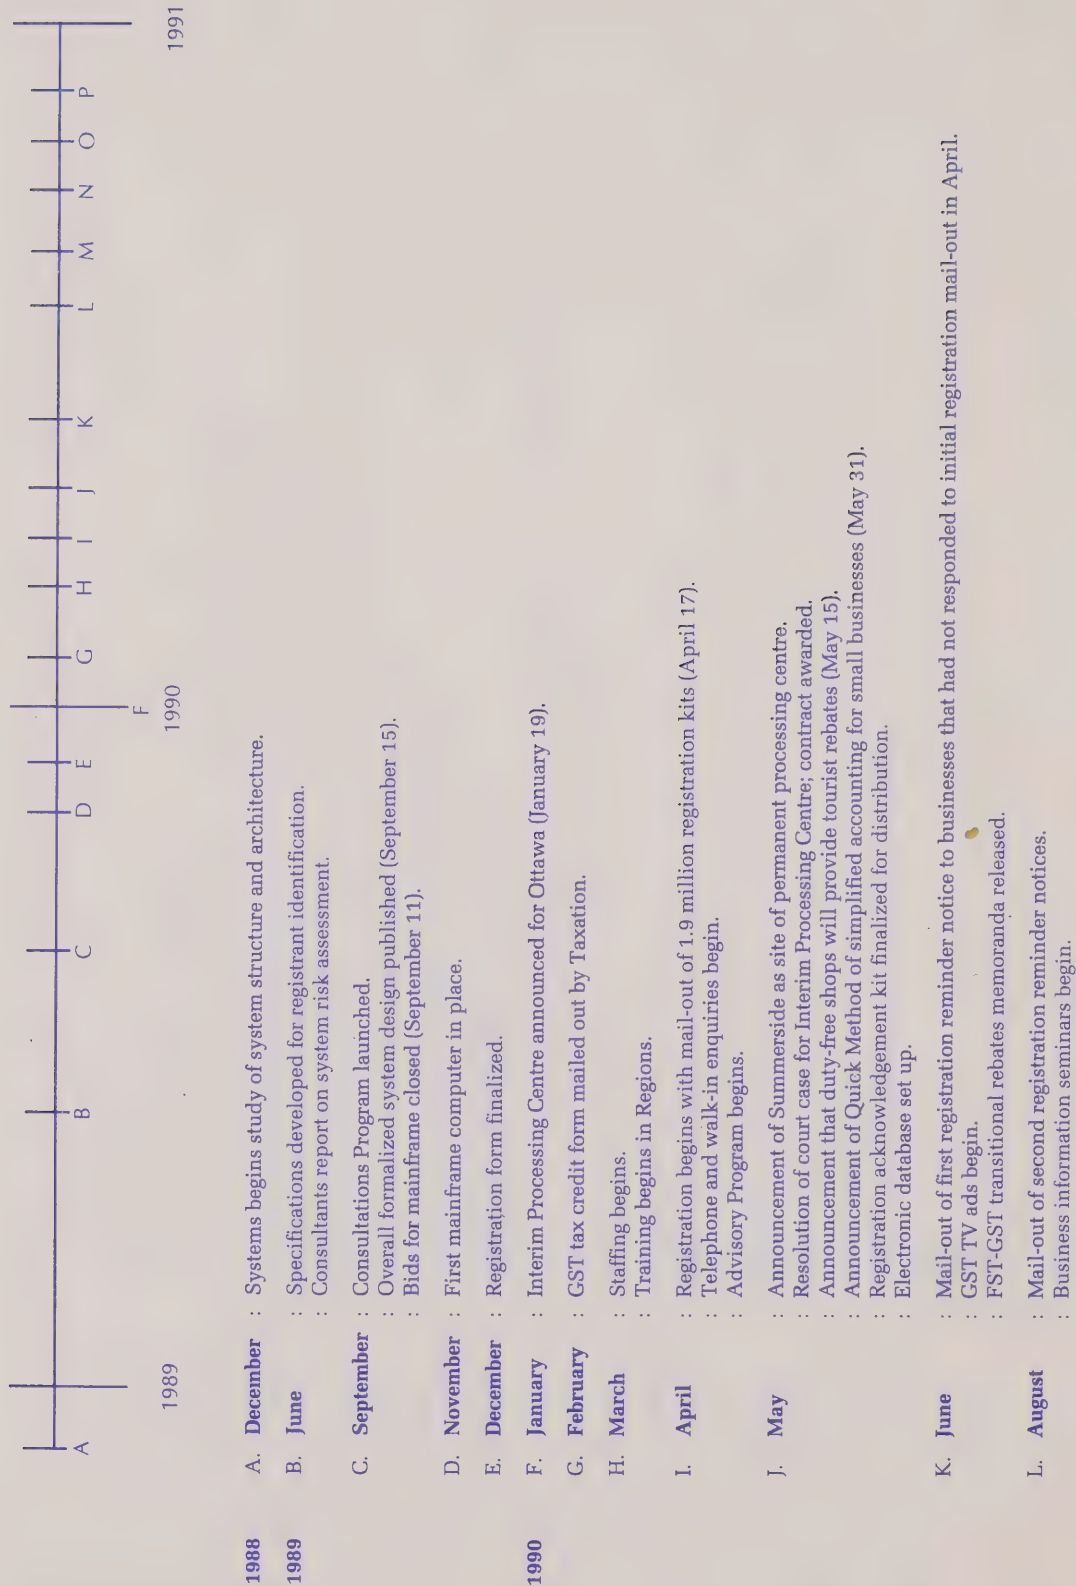 A B C D E F G H I J K L M N O P
1989 1990 1991
1988 A. December : Systems begins study of system structure and architecture.
1989 B. June : Specifications developed for registrant identification.
: Consultants report on system risk assessment.
C. September : Consultations Program launched.
: Overall formalized system design published (September 15).
: Bids for mainframe closed (September 11).
D. November : First mainframe computer in place.
E. December : Registration form finalized.
1990 F. January : Interim Processing Centre announced for Ottawa (January 19).
G. February : GST tax credit form mailed out by Taxation.
H. March : Staffing begins.
: Training begins in Regions.
I. April : Registration begins with mail-out of 1.9 million registration kits (April 17).
: Telephone and walk-in enquiries begin.
: Advisory Program begins.
J. May : Announcement of Summerside as site of permanent processing centre.
: Resolution of court case for Interim Processing Centre; contract awarded.
: Announcement that duty-free shops will provide tourist rebates (May 15).
: Announcement of Quick Method of simplified accounting for small businesses (May 31).
: Registration acknowledgement kit finalized for distribution.
: Electronic database set up.
K. June : Mail-out of first registration reminder notice to businesses that had not responded to initial registration mail-out in April.
: GST TV ads begin.
: FST-GST transitional rebates memoranda released.
L. August : Mail-out of second registration reminder notices.
: Business information seminars begin.